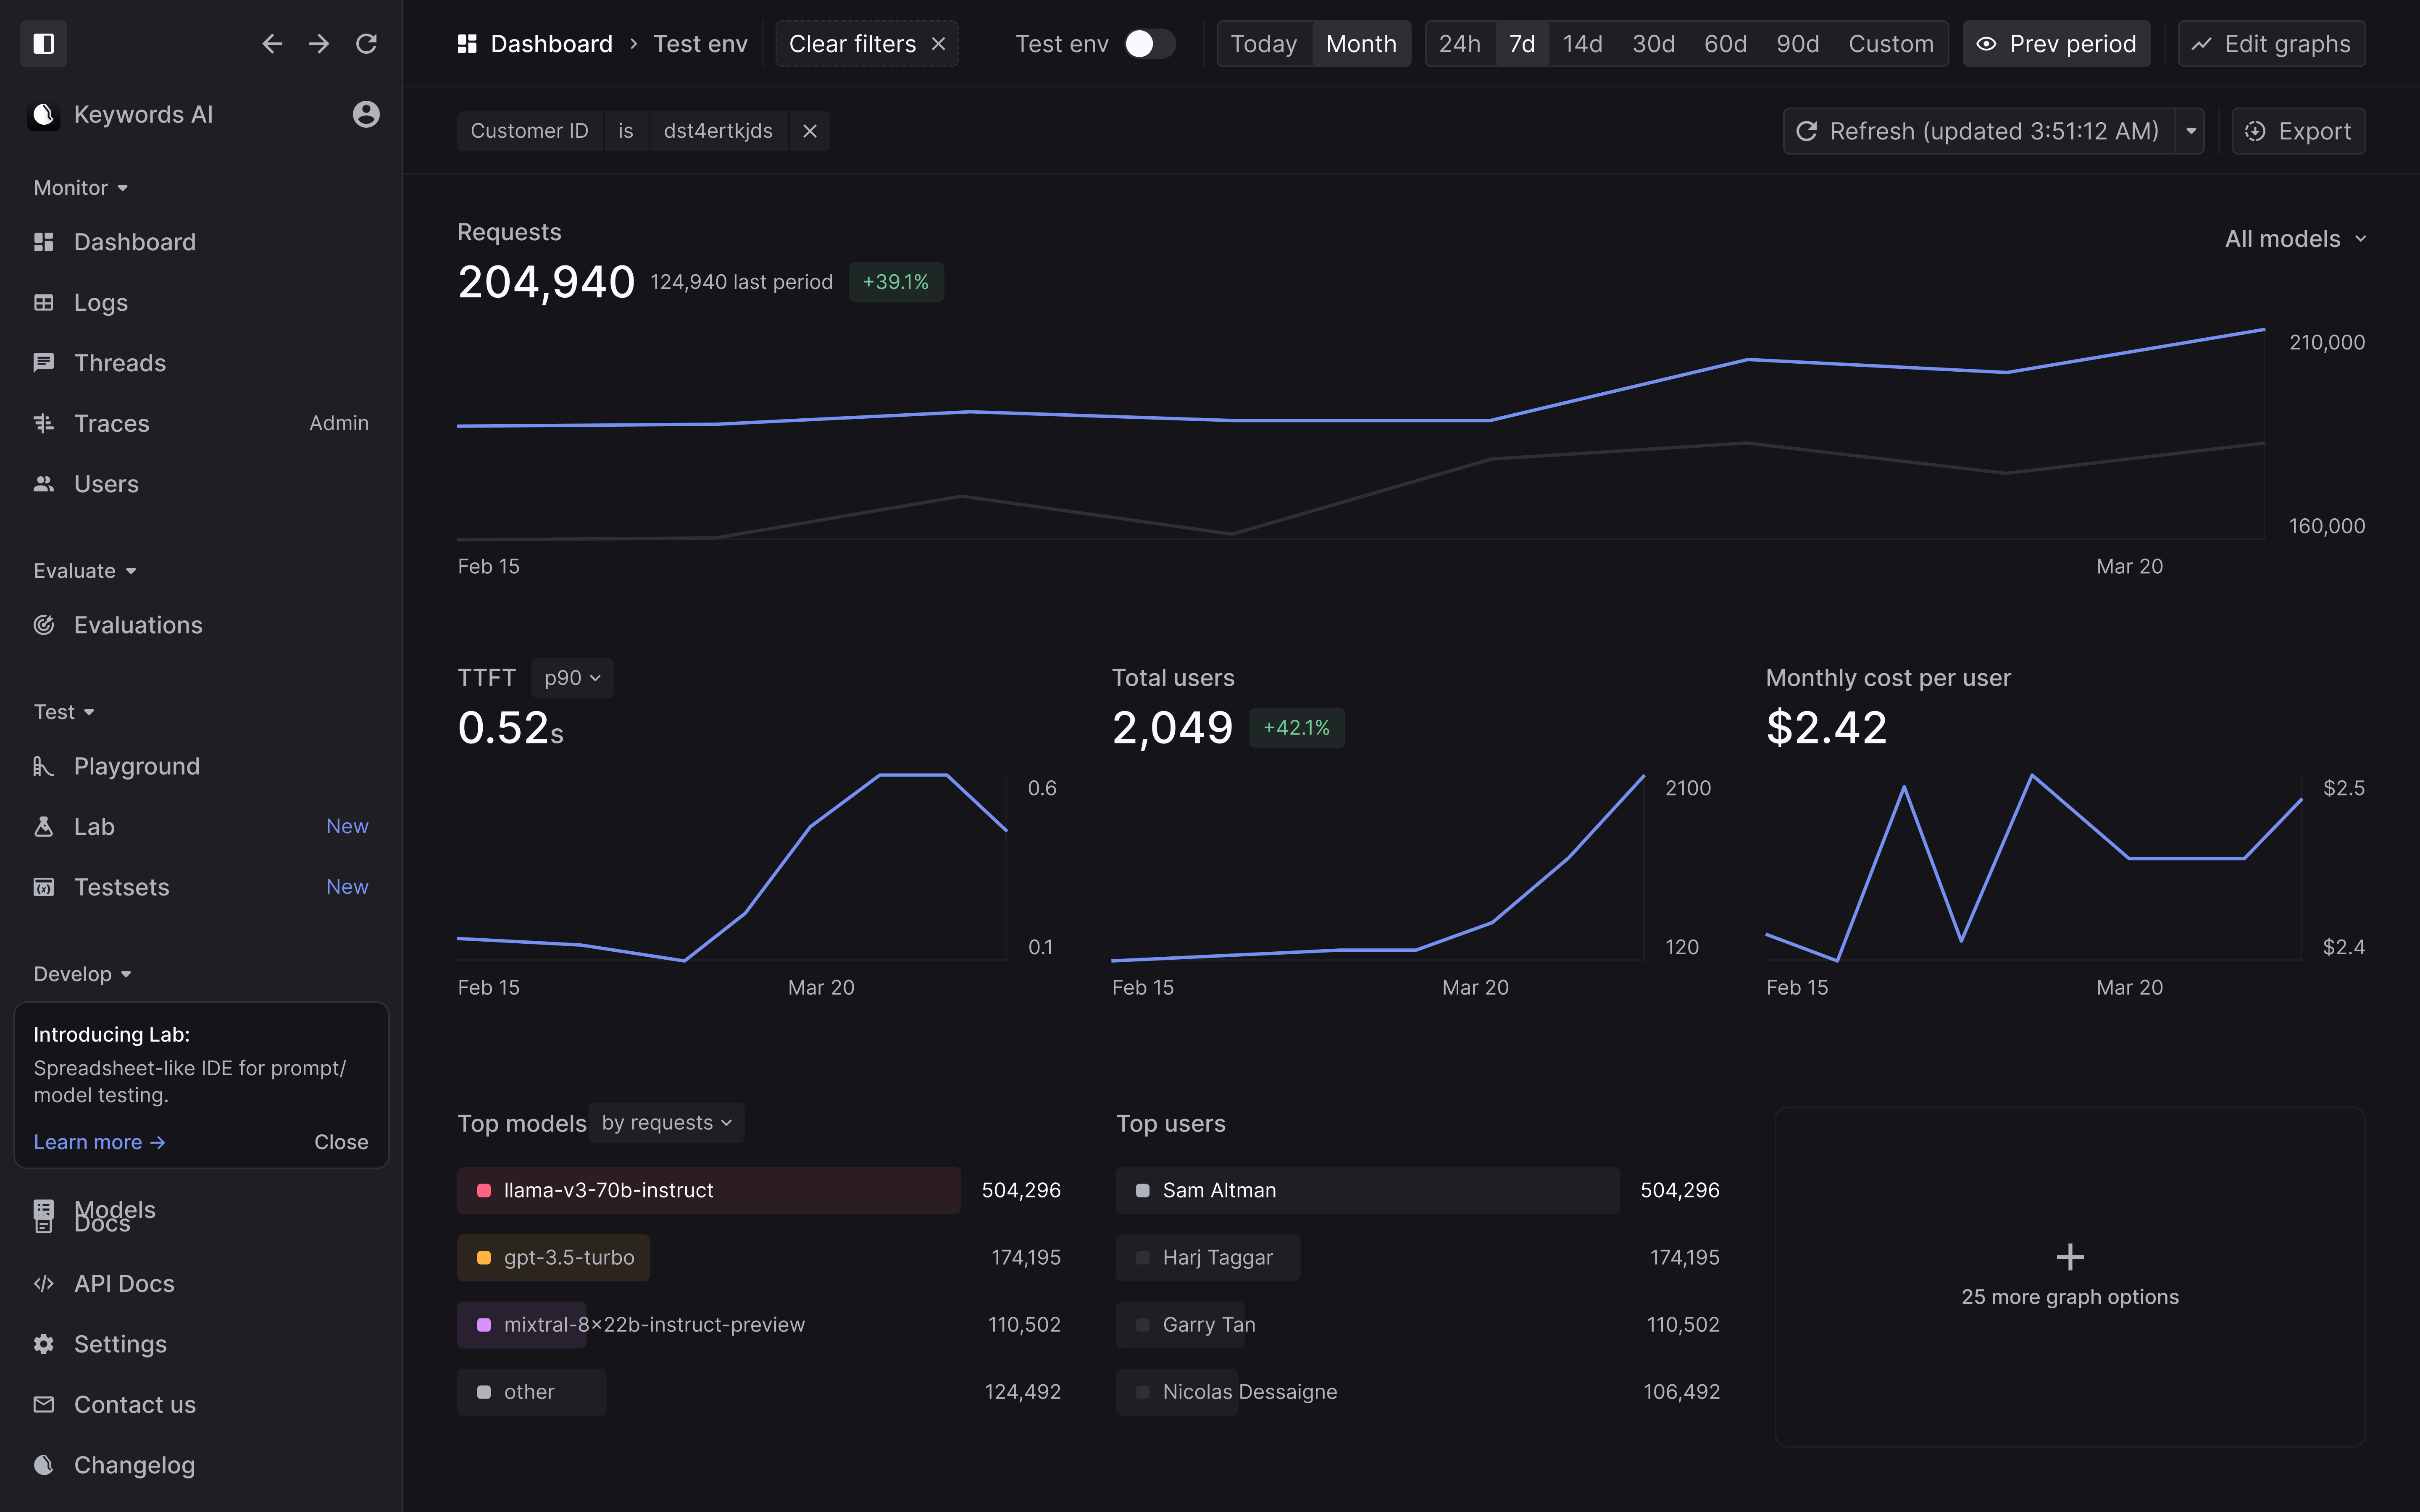 Dashboard › Test env
Clear filters
Test env
Today Month
24h 7d 14d 30d 60d 90d Custom
Prev period
Edit graphs
Keywords AI
Customer ID is dst4ertkjds
Refresh (updated 3:51:12 AM)
Export
Monitor
Dashboard
Logs
Threads
Traces Admin
Users
Evaluate
Evaluations
Test
Playground
Lab New
Testsets New
Develop
Introducing Lab:
Spreadsheet-like IDE for prompt/
model testing.
Learn more → Close
Models
Docs
API Docs
Settings
Contact us
Changelog
Requests
204,940 124,940 last period +39.1%
All models
210,000
160,000
Feb 15 Mar 20
TTFT p90
0.52s
0.6
0.1
Feb 15 Mar 20
Total users
2,049 +42.1%
2100
120
Feb 15 Mar 20
Monthly cost per user
$2.42
$2.5
$2.4
Feb 15 Mar 20
Top models by requests
llama-v3-70b-instruct 504,296
gpt-3.5-turbo 174,195
mixtral-8×22b-instruct-preview 110,502
other 124,492
Top users
Sam Altman 504,296
Harj Taggar 174,195
Garry Tan 110,502
Nicolas Dessaigne 106,492
25 more graph options